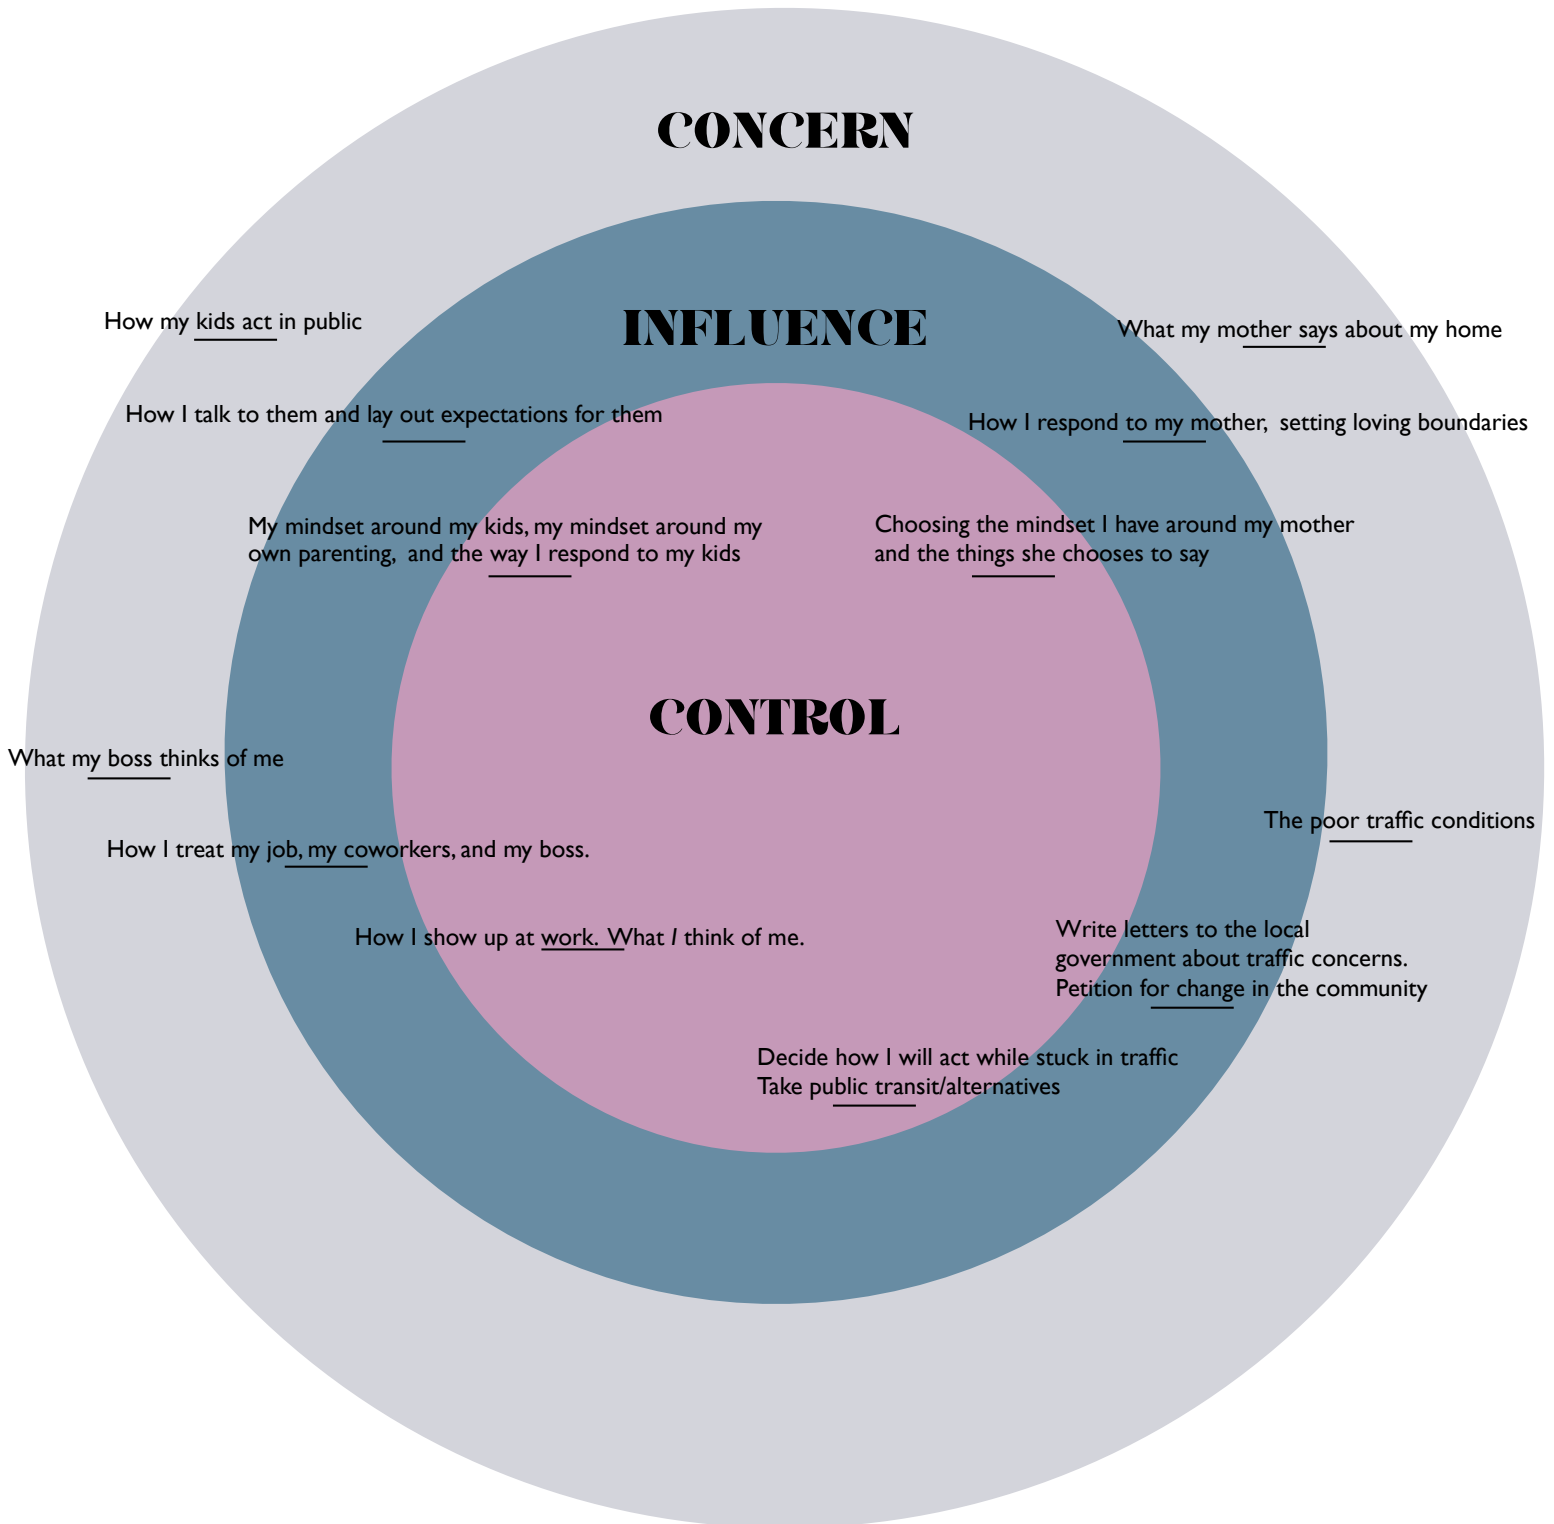 CONCERN
INFLUENCE
How my kids act in public
What my mother says about my home
How I talk to them and lay out expectations for them
How I respond to my mother,  setting loving boundaries
My mindset around my kids, my mindset around my
own parenting,  and the way I respond to my kids
Choosing the mindset I have around my mother
and the things she chooses to say
CONTROL
What my boss thinks of me
The poor traffic conditions
How I treat my job, my coworkers, and my boss.
How I show up at work.  What I think of me.
Write letters to the local
government about traffic concerns.
Petition for change in the community
Decide how I will act while stuck in traffic
Take public transit/alternatives